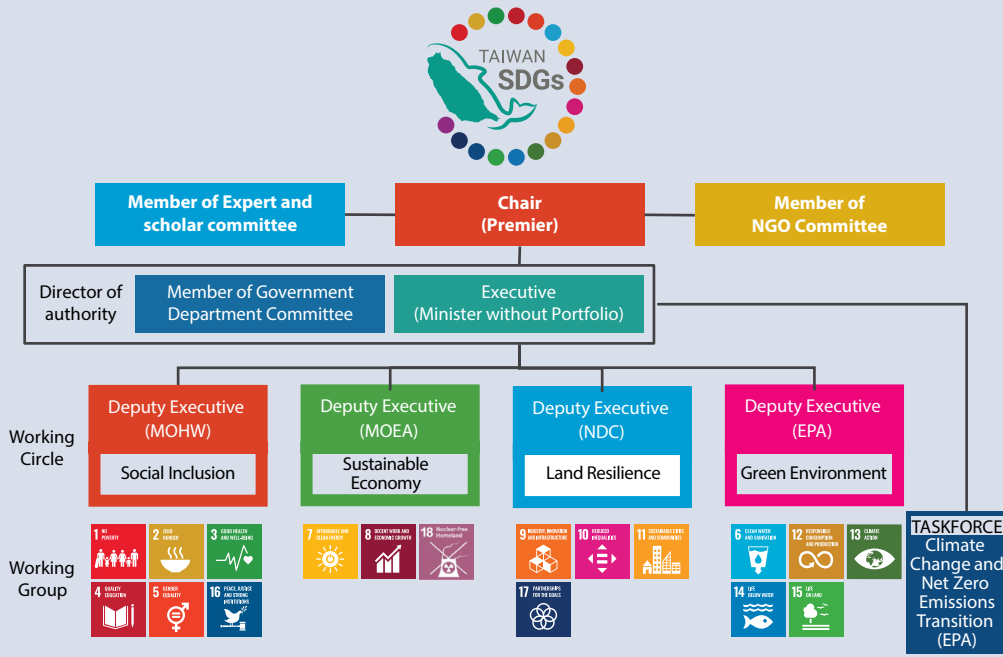 TAIWAN
SDGs
Member of Expert and
scholar committee
Chair
(Premier)
Member of
NGO Committee
Director of
authority
Member of Government
Department Committee
Executive
(Minister without Portfolio)
Working
Circle
Deputy Executive
(MOHW)
Social Inclusion
Deputy Executive
(MOEA)
Sustainable
Economy
Deputy Executive
(NDC)
Land Resilience
Deputy Executive
(EPA)
Green Environment
Working
Group
1 NO
POVERTY
2 ZERO
HUNGER
3 GOOD HEALTH
AND WELL-BEING
4 QUALITY
EDUCATION
5 GENDER
EQUALITY
16 PEACE, JUSTICE
AND STRONG
INSTITUTIONS
7 AFFORDABLE AND
CLEAN ENERGY
8 DECENT WORK AND
ECONOMIC GROWTH
18 Nuclear-free
Homeland
9 INDUSTRY, INNOVATION
AND INFRASTRUCTURE
10 REDUCED
INEQUALITIES
11 SUSTAINABLE CITIES
AND COMMUNITIES
17 PARTNERSHIPS
FOR THE GOALS
6 CLEAN WATER
AND SANITATION
12 RESPONSIBLE
CONSUMPTION
AND PRODUCTION
13 CLIMATE
ACTION
14 LIFE
BELOW WATER
15 LIFE
ON LAND
TASKFORCE
Climate
Change and
Net Zero
Emissions
Transition
(EPA)